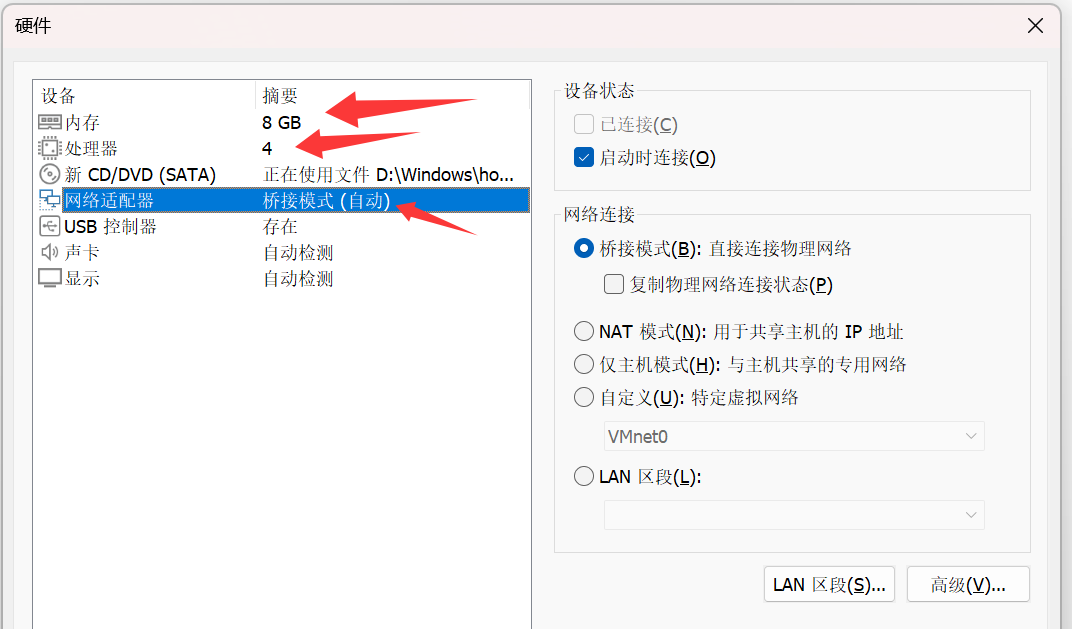 硬件
设备 摘要
内存 8 GB
处理器 4
新 CD/DVD (SATA) 正在使用文件 D:\Windows\ho...
网络适配器 桥接模式 (自动)
USB 控制器 存在
声卡 自动检测
显示 自动检测
设备状态
已连接(C)
启动时连接(O)
网络连接
桥接模式(B): 直接连接物理网络
复制物理网络连接状态(P)
NAT 模式(N): 用于共享主机的 IP 地址
仅主机模式(H): 与主机共享的专用网络
自定义(U): 特定虚拟网络
VMnet0
LAN 区段(L):
LAN 区段(S)... 高级(V)...